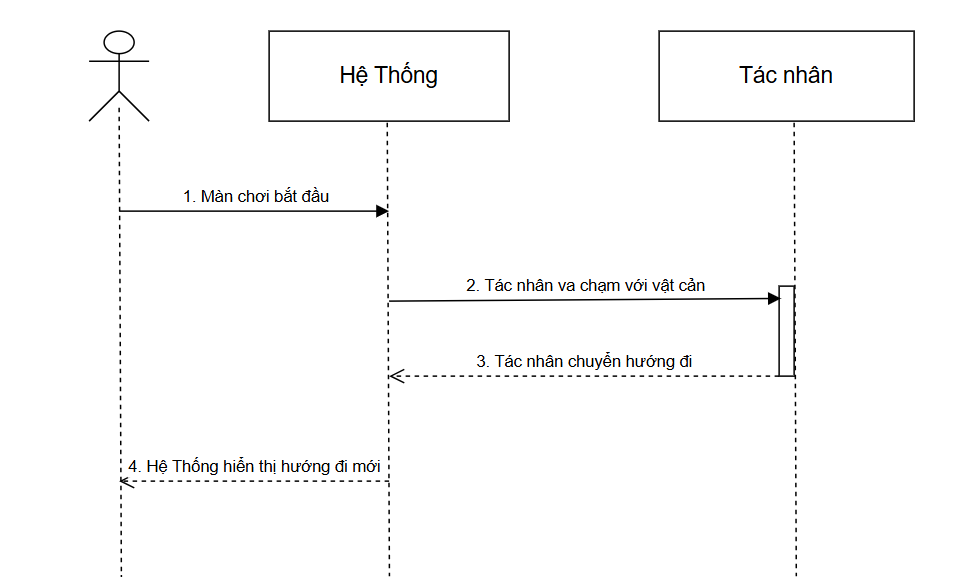 Hệ Thống
Tác nhân
1. Màn chơi bắt đầu
2. Tác nhân va chạm với vật cản
3. Tác nhân chuyển hướng đi
4. Hệ Thống hiển thị hướng đi mới